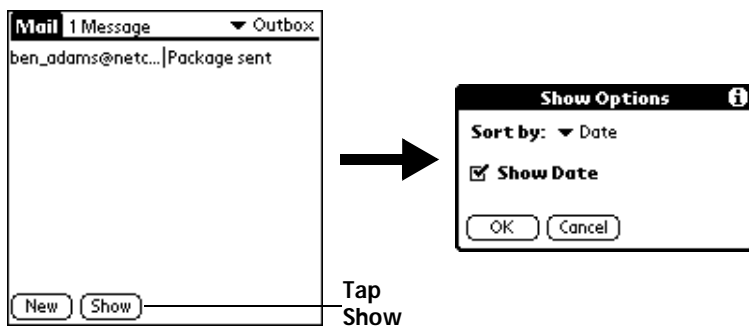 Mail 1 Message Outbox
ben_adams@netc...|Package sent
New Show
Tap
Show
Show Options
Sort by: Date
Show Date
OK Cancel